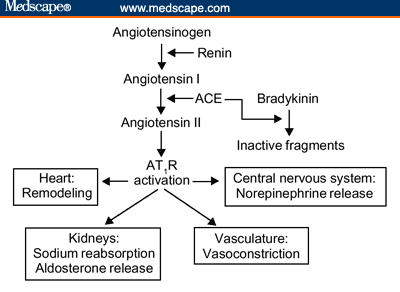 Medscape® www.medscape.com
Angiotensinogen
Renin
Angiotensin I
ACE
Bradykinin
Angiotensin II
Inactive fragments
AT1R
activation
Heart:
Remodeling
Central nervous system:
Norepinephrine release
Kidneys:
Sodium reabsorption
Aldosterone release
Vasculature:
Vasoconstriction